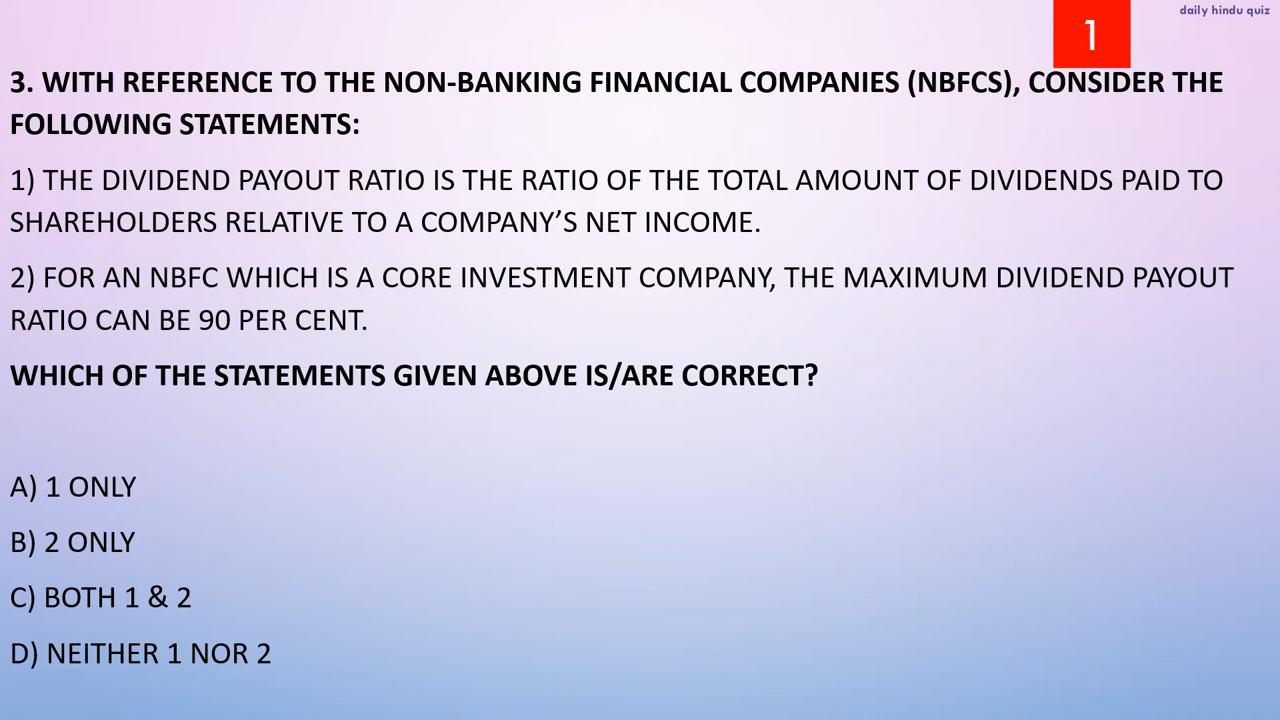 daily hindu quiz
1
3. WITH REFERENCE TO THE NON-BANKING FINANCIAL COMPANIES (NBFCS), CONSIDER THE
FOLLOWING STATEMENTS:
1) THE DIVIDEND PAYOUT RATIO IS THE RATIO OF THE TOTAL AMOUNT OF DIVIDENDS PAID TO
SHAREHOLDERS RELATIVE TO A COMPANY’S NET INCOME.
2) FOR AN NBFC WHICH IS A CORE INVESTMENT COMPANY, THE MAXIMUM DIVIDEND PAYOUT
RATIO CAN BE 90 PER CENT.
WHICH OF THE STATEMENTS GIVEN ABOVE IS/ARE CORRECT?
A) 1 ONLY
B) 2 ONLY
C) BOTH 1 & 2
D) NEITHER 1 NOR 2